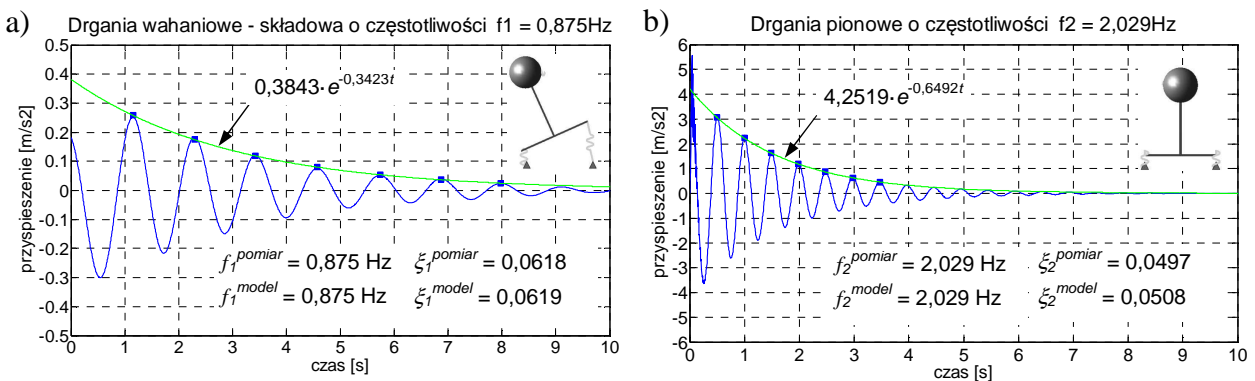 a)
Drgania wahaniowe - składowa o częstotliwości f1 = 0,875Hz
przyspieszenie [m/s2]
0.5
0.4
0.3
0.2
0.1
0
-0.1
-0.2
-0.3
-0.4
-0.5
0,3843·e^-0,3423t
f1^pomiar = 0,875 Hz ξ1^pomiar = 0,0618
f1^model = 0,875 Hz ξ1^model = 0,0619
0 1 2 3 4 5 6 7 8 9 10
czas [s]
b)
Drgania pionowe o częstotliwości f2 = 2,029Hz
przyspieszenie [m/s2]
6
5
4
3
2
1
0
-1
-2
-3
-4
-5
-6
4,2519·e^-0,6492t
f2^pomiar = 2,029 Hz ξ2^pomiar = 0,0497
f2^model = 2,029 Hz ξ2^model = 0,0508
0 1 2 3 4 5 6 7 8 9 10
czas [s]